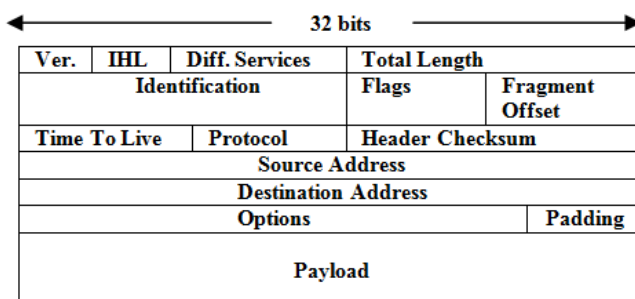 32 bits
Ver. IHL Diff. Services Total Length
Identification Flags Fragment
Offset
Time To Live Protocol Header Checksum
Source Address
Destination Address
Options Padding
Payload